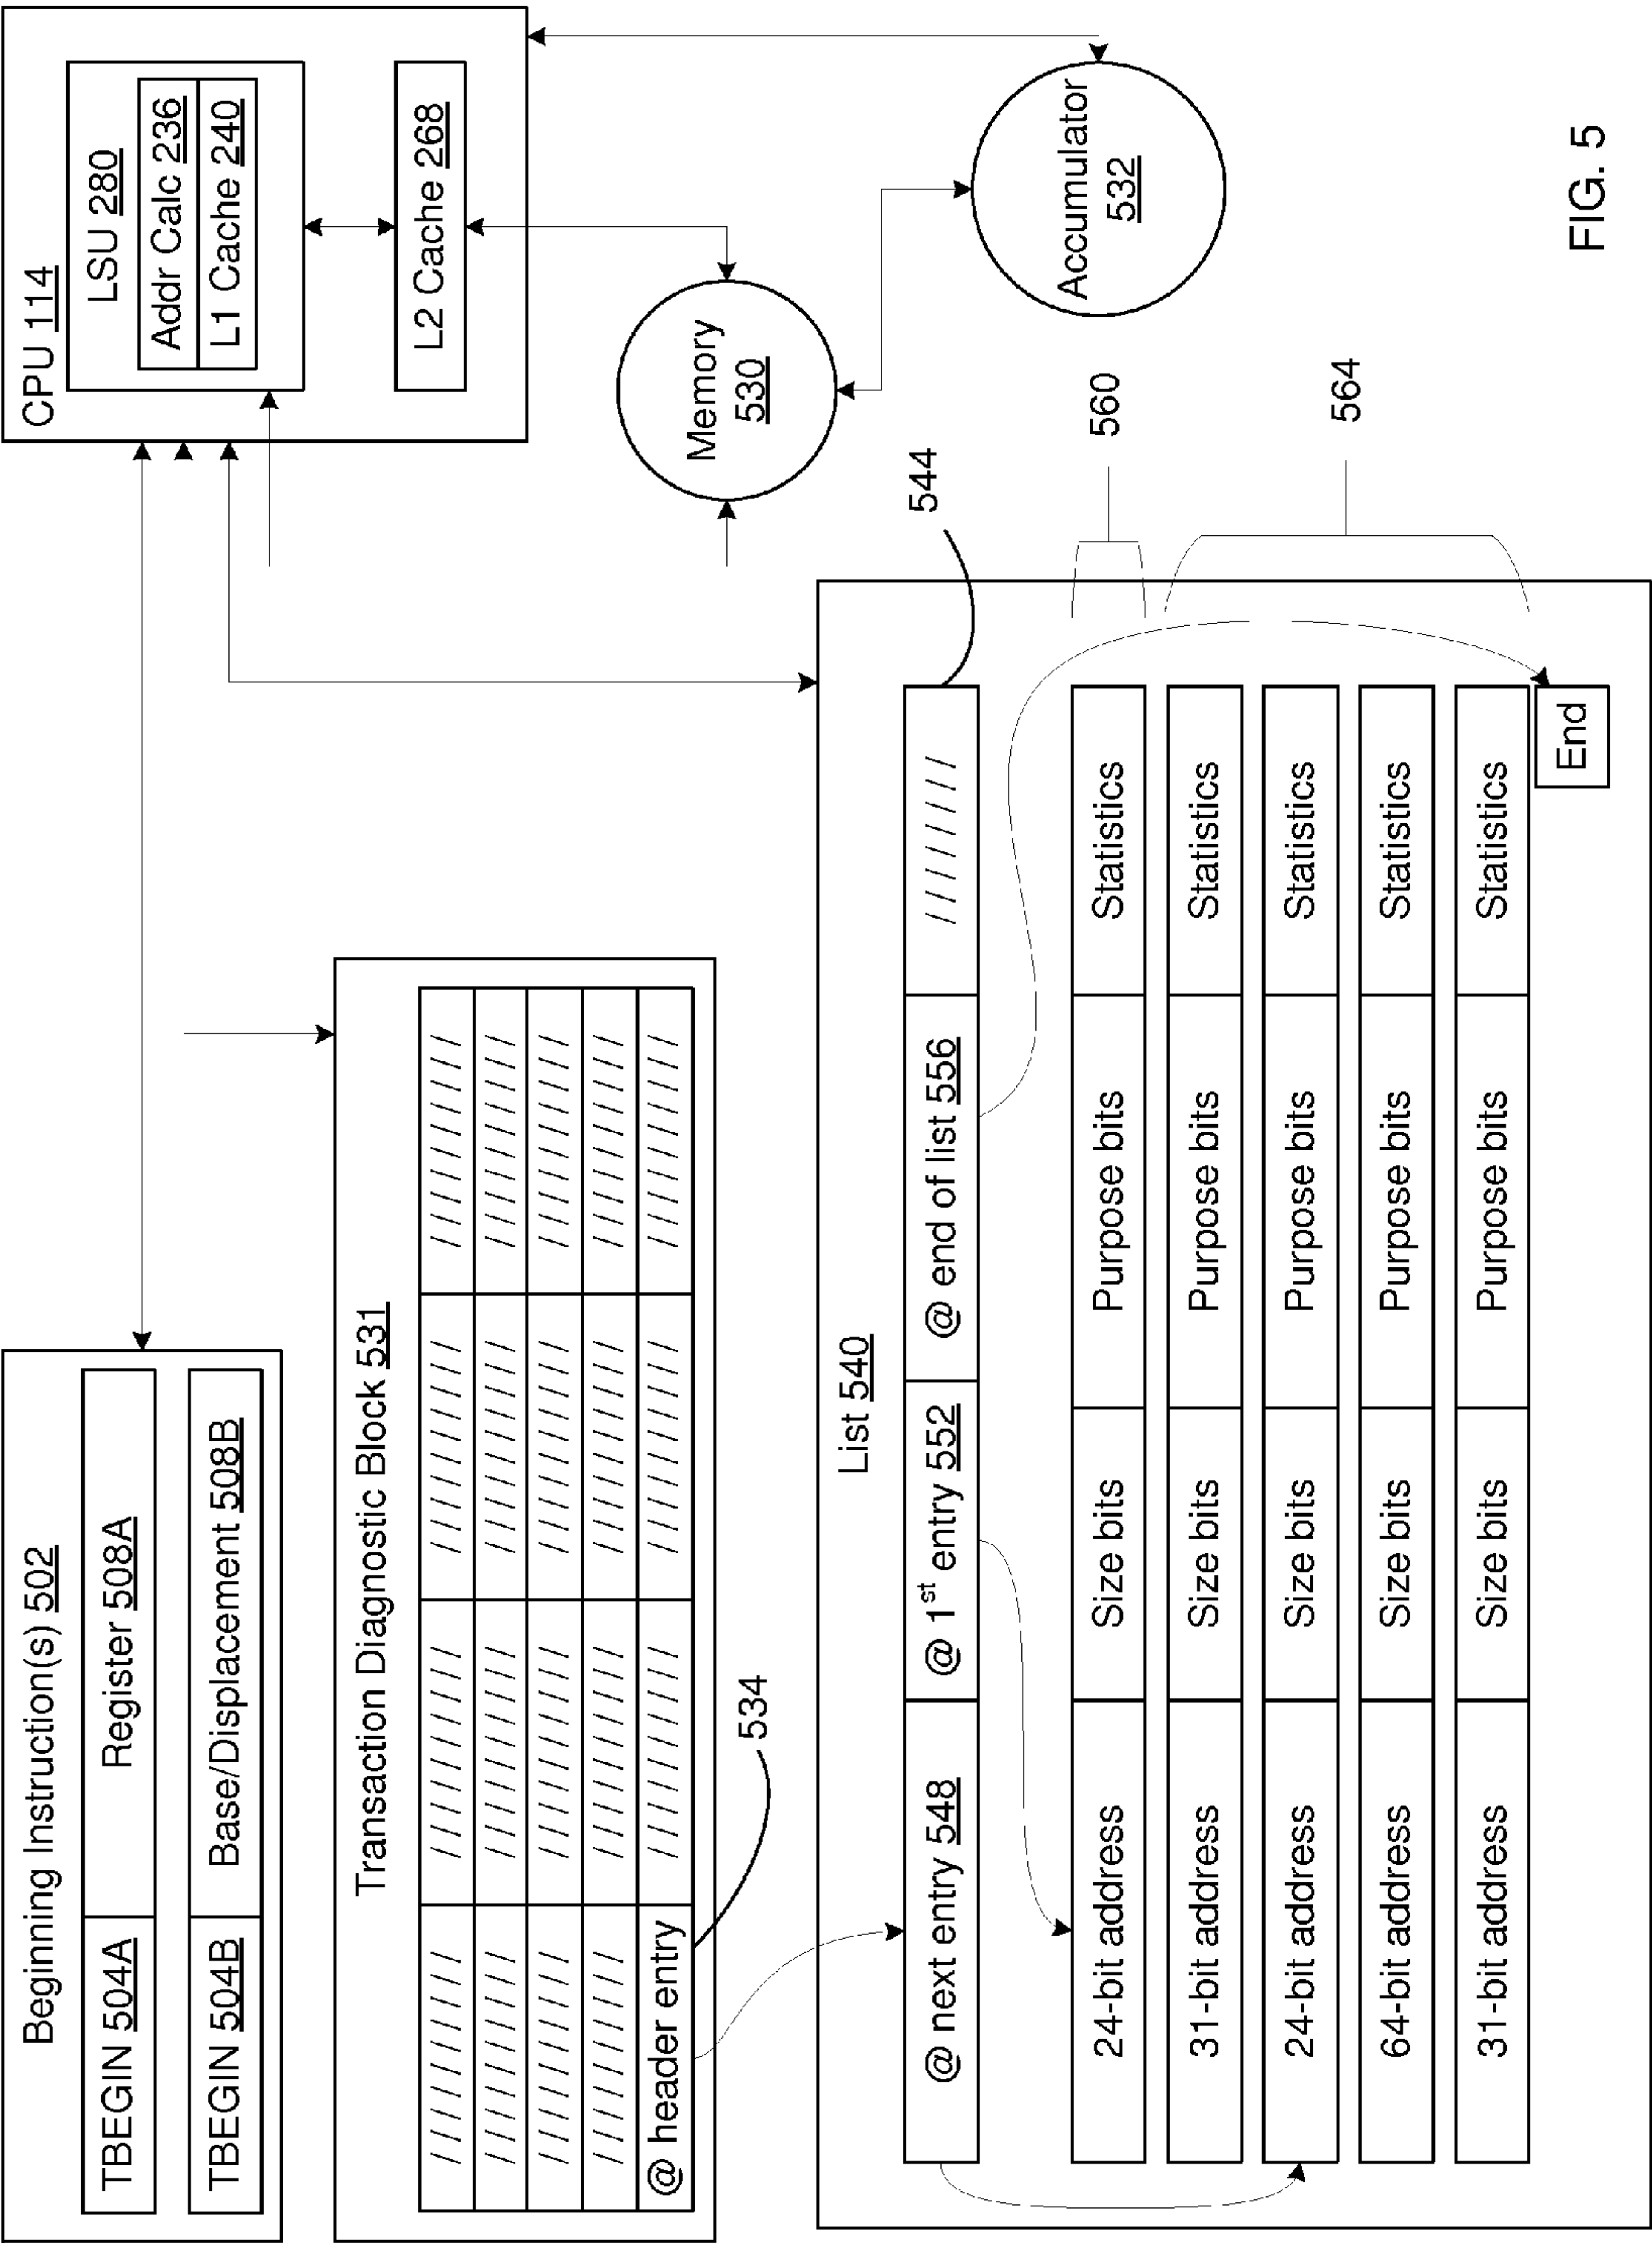 Beginning Instruction(s) 502
TBEGIN 504A Register 508A
TBEGIN 504B Base/Displacement 508B
CPU 114
LSU 280
Addr Calc 236
L1 Cache 240
L2 Cache 268
Transaction Diagnostic Block 531
@ header entry
534
Memory
530
Accumulator
532
List 540
544
@ next entry 548 @ 1st entry 552 @ end of list 556
24-bit address Size bits Purpose bits Statistics
560
31-bit address Size bits Purpose bits Statistics
24-bit address Size bits Purpose bits Statistics
64-bit address Size bits Purpose bits Statistics
31-bit address Size bits Purpose bits Statistics
564
End
FIG. 5